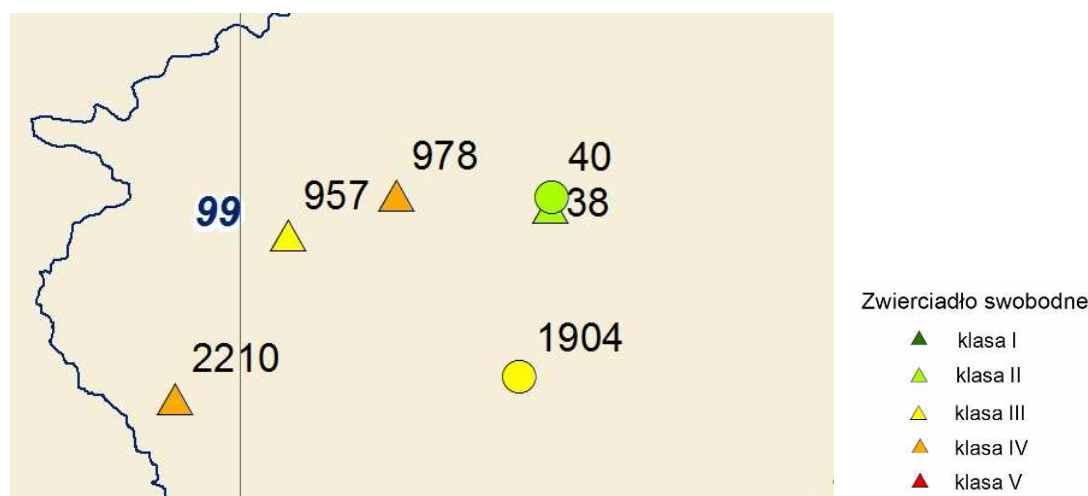 978
40
957
38
99
2210
1904
Zwierciadło swobodne
klasa I
klasa II
klasa III
klasa IV
klasa V